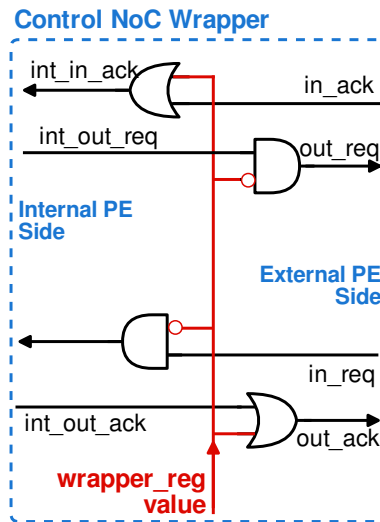 Control NoC Wrapper
int_in_ack
in_ack
int_out_req
out_req
Internal PE
Side
External PE
Side
in_req
int_out_ack
out_ack
wrapper_reg
value